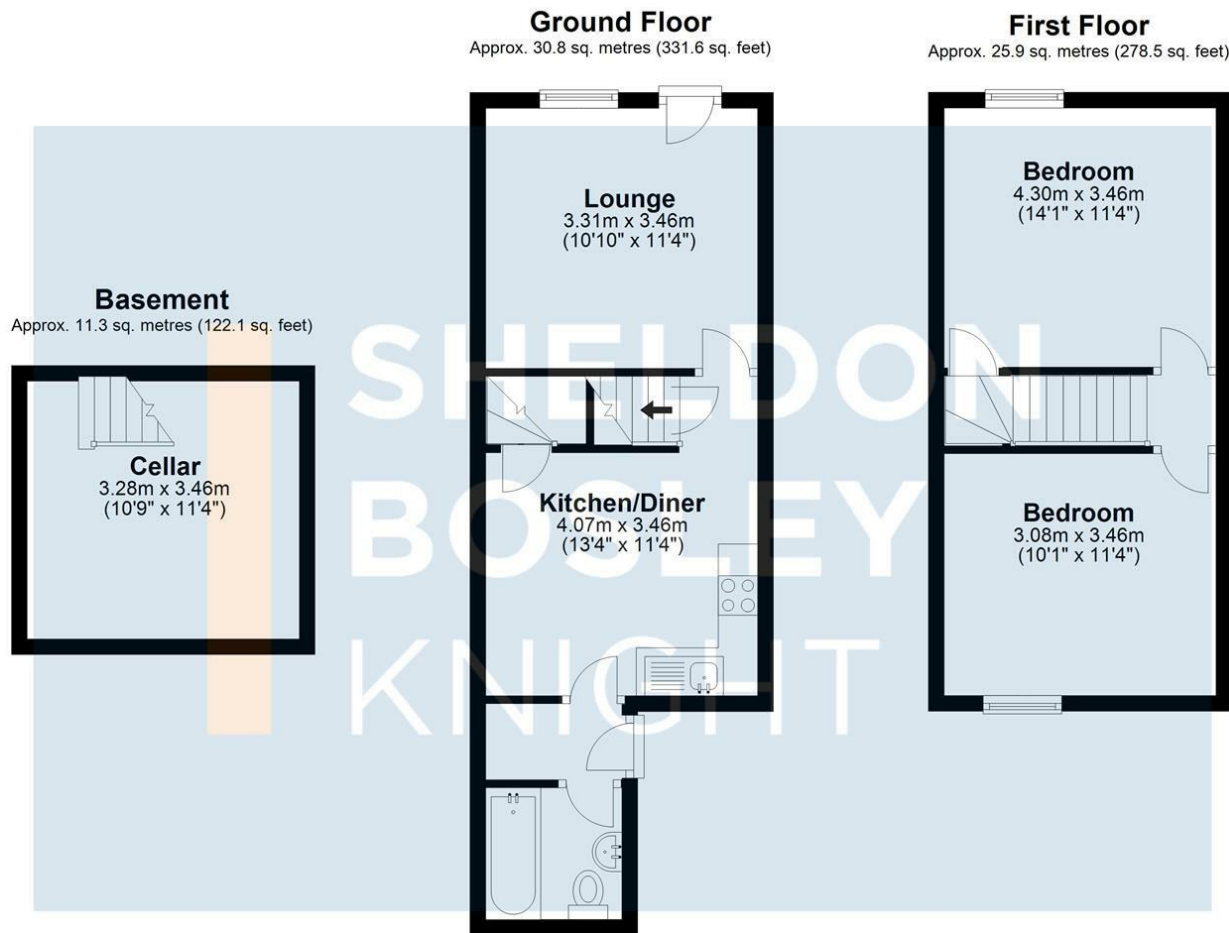 Ground Floor
Approx. 30.8 sq. metres (331.6 sq. feet)
First Floor
Approx. 25.9 sq. metres (278.5 sq. feet)
Lounge
3.31m x 3.46m
(10'10" x 11'4")
Bedroom
4.30m x 3.46m
(14'1" x 11'4")
Basement
Approx. 11.3 sq. metres (122.1 sq. feet)
Cellar
3.28m x 3.46m
(10'9" x 11'4")
Kitchen/Diner
4.07m x 3.46m
(13'4" x 11'4")
Bedroom
3.08m x 3.46m
(10'1" x 11'4")
SHELDON
BOSLEY
KNIGHT